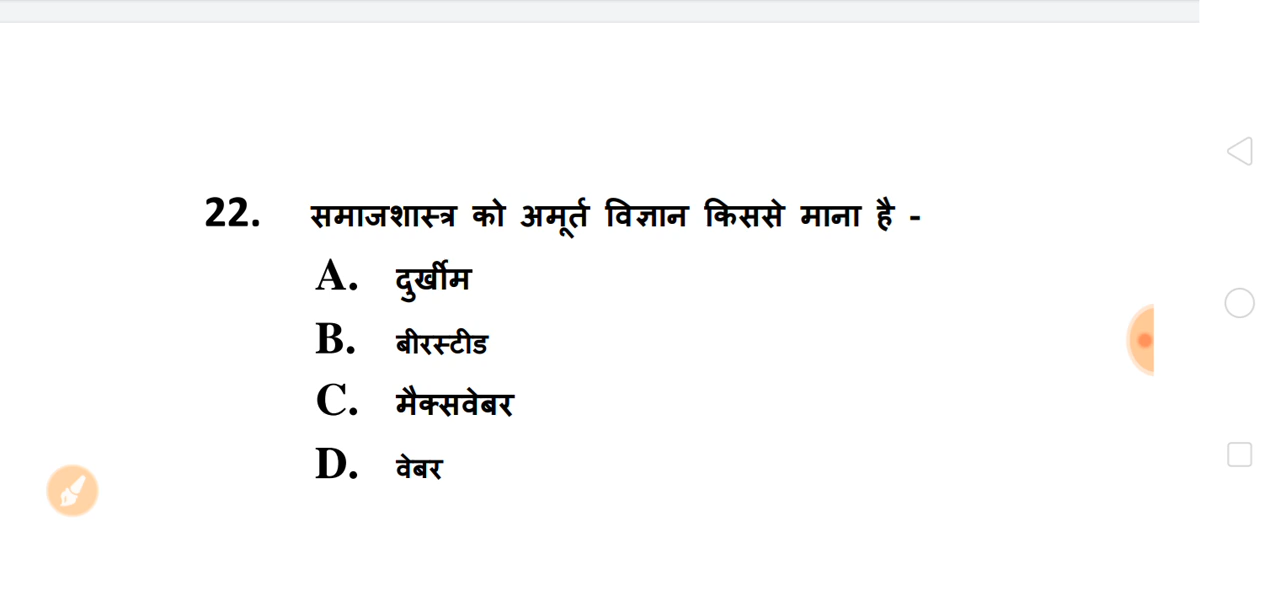 22. समाजशास्त्र को अमूर्त विज्ञान किससे माना है -
A. दुर्खीम
B. बीरस्टीड
C. मैक्सवेबर
D. वेबर